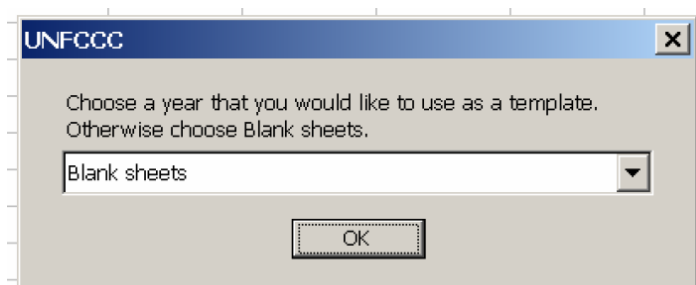 UNFCCC
Choose a year that you would like to use as a template.
Otherwise choose Blank sheets.
Blank sheets
OK